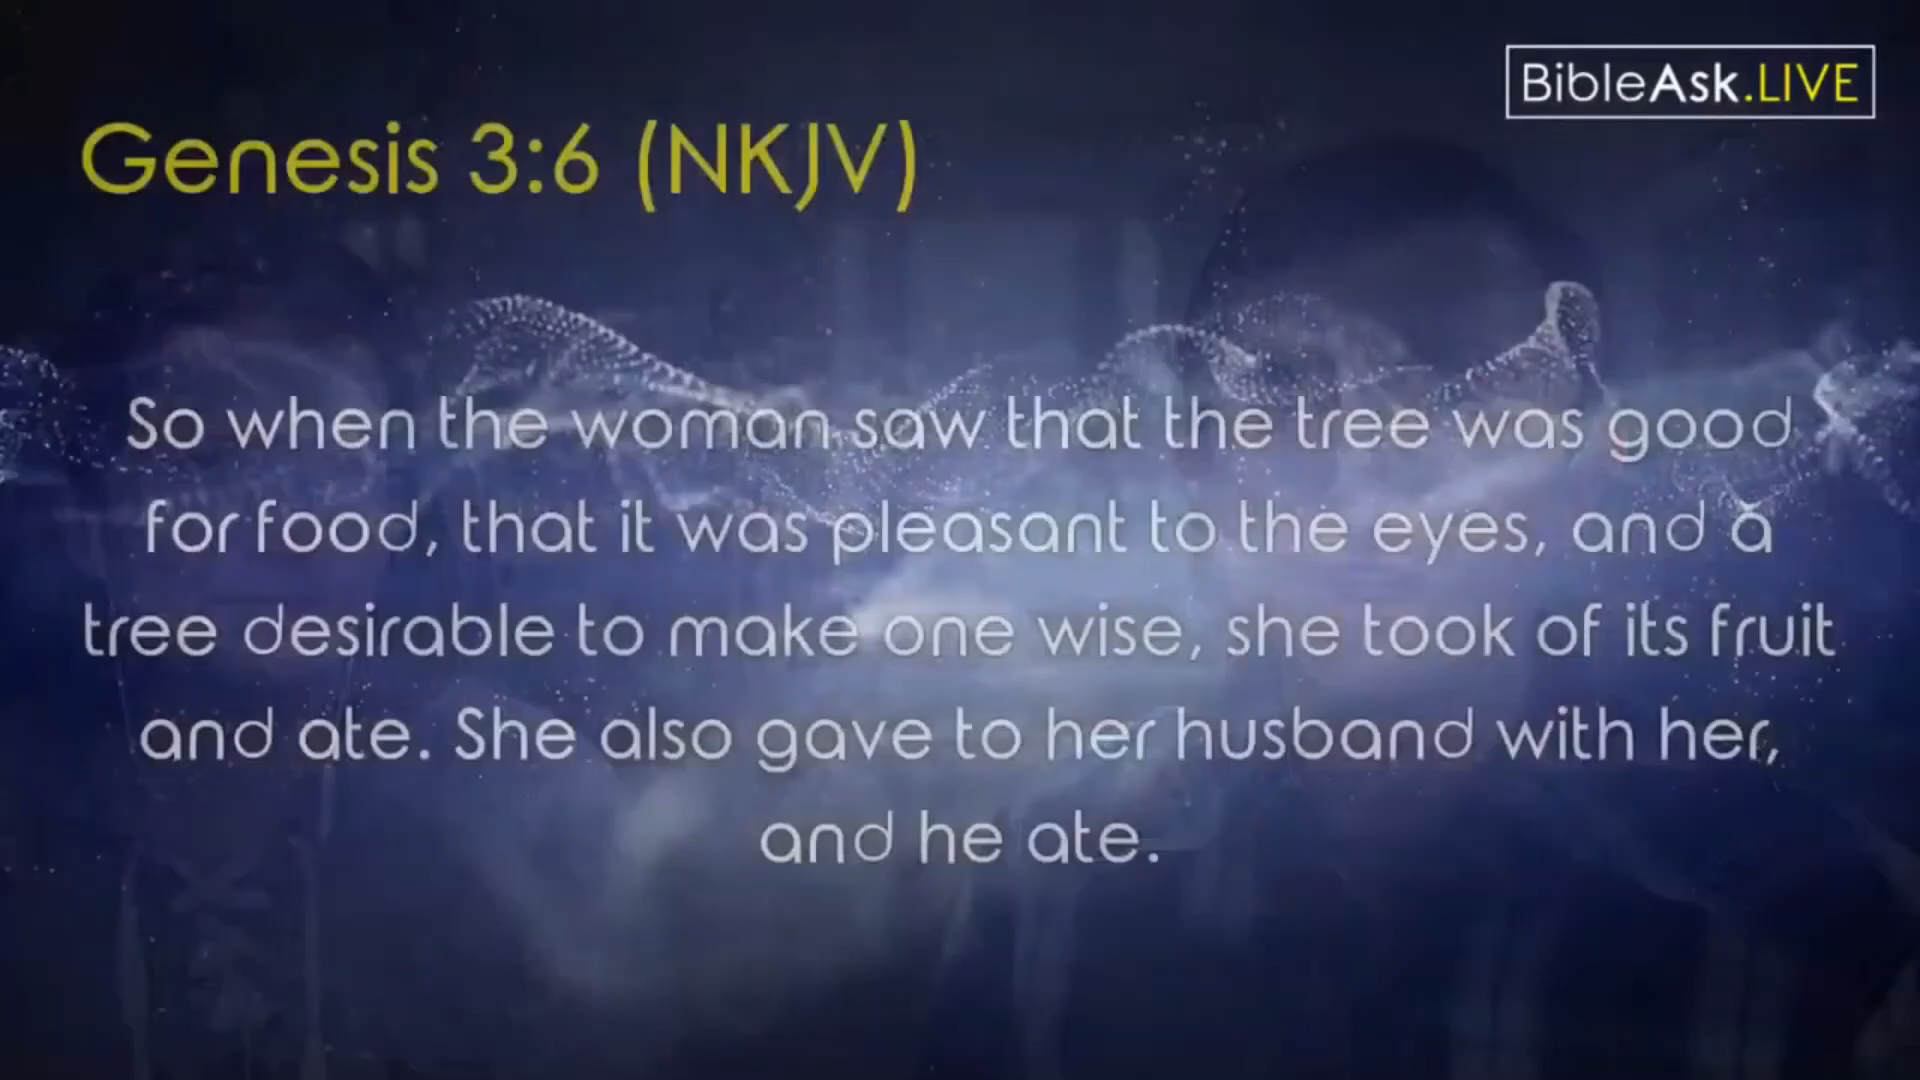 BibleAsk.LIVE
Genesis 3:6 (NKJV)
So when the woman saw that the tree was good
for food, that it was pleasant to the eyes, and a
tree desirable to make one wise, she took of its fruit
and ate. She also gave to her husband with her,
and he ate.